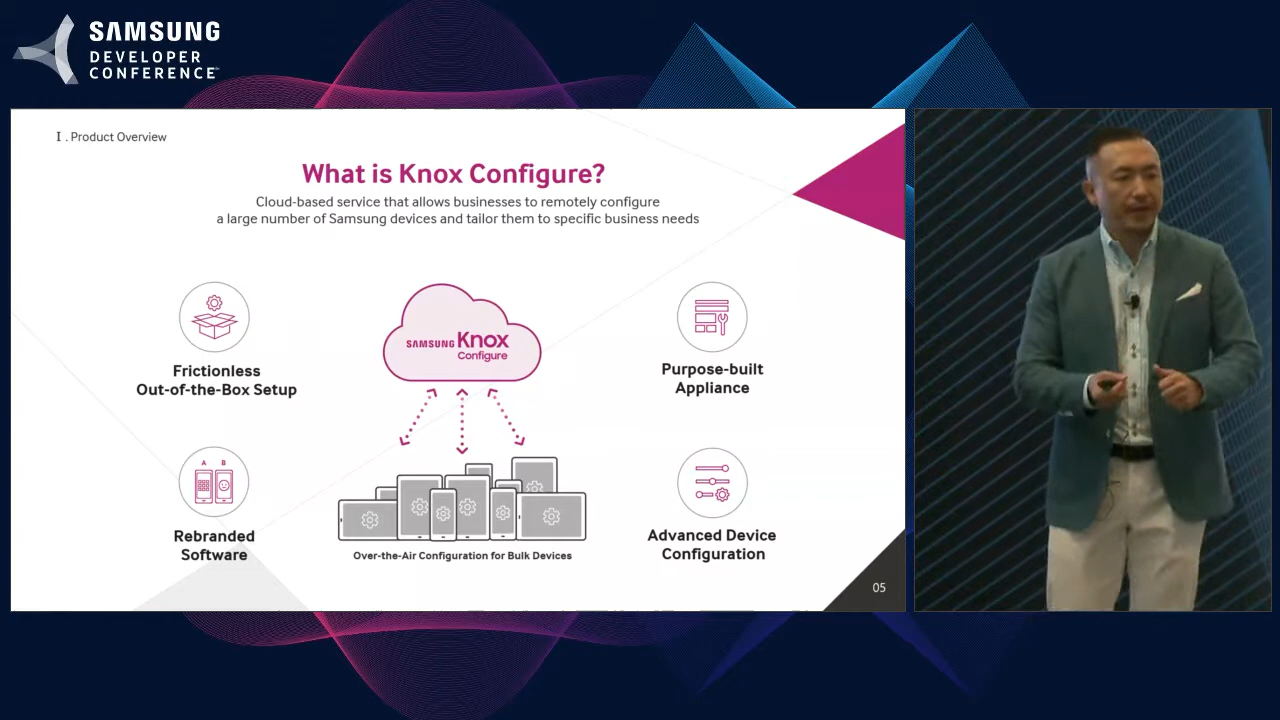 SAMSUNG
DEVELOPER
CONFERENCE
I . Product Overview
What is Knox Configure?
Cloud-based service that allows businesses to remotely configure
a large number of Samsung devices and tailor them to specific business needs
Frictionless
Out-of-the-Box Setup
SAMSUNG Knox
Configure
Purpose-built
Appliance
A B
Rebranded
Software
Over-the-Air Configuration for Bulk Devices
Advanced Device
Configuration
05